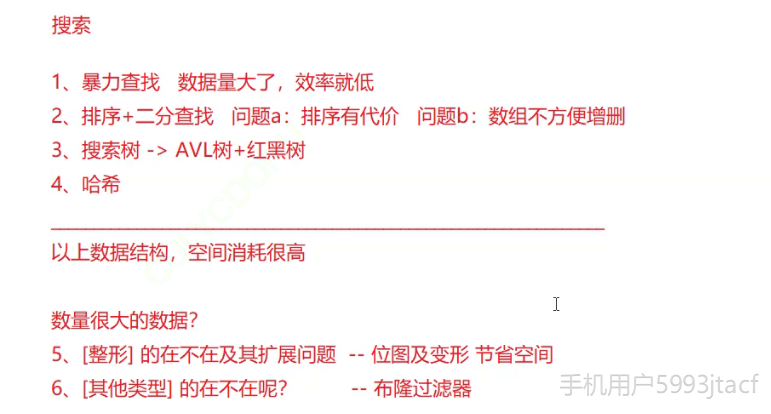 搜索
1、暴力查找 数据量大了，效率就低
2、排序+二分查找 问题a：排序有代价 问题b：数组不方便增删
3、搜索树 -> AVL树+红黑树
4、哈希
以上数据结构，空间消耗很高
数量很大的数据？
5、[整形] 的在不在及其扩展问题 -- 位图及变形 节省空间
6、[其他类型] 的在不在呢？ -- 布隆过滤器
手机用户5993jtacf